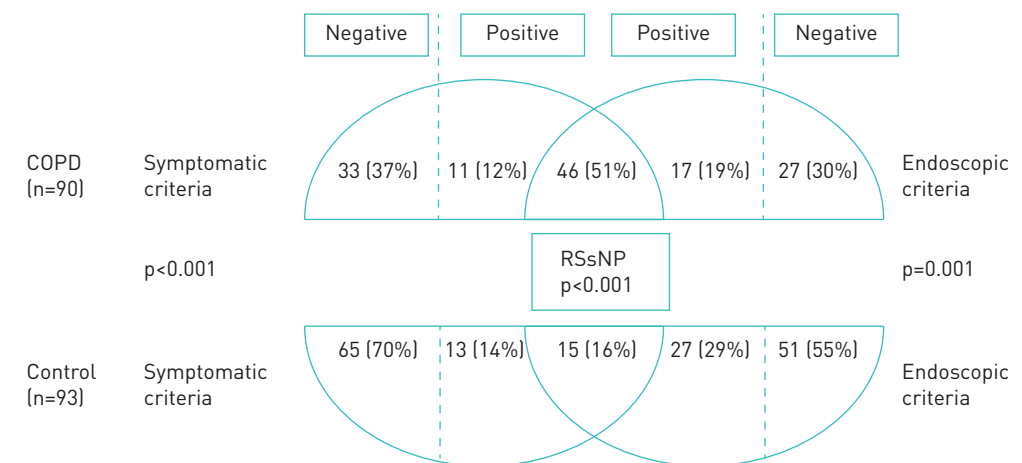 Negative
Positive
Positive
Negative
COPD
(n=90)
Symptomatic
criteria
33 (37%)
11 (12%)
46 (51%)
17 (19%)
27 (30%)
Endoscopic
criteria
p<0.001
RSsNP
p<0.001
p=0.001
Control
(n=93)
Symptomatic
criteria
65 (70%)
13 (14%)
15 (16%)
27 (29%)
51 (55%)
Endoscopic
criteria